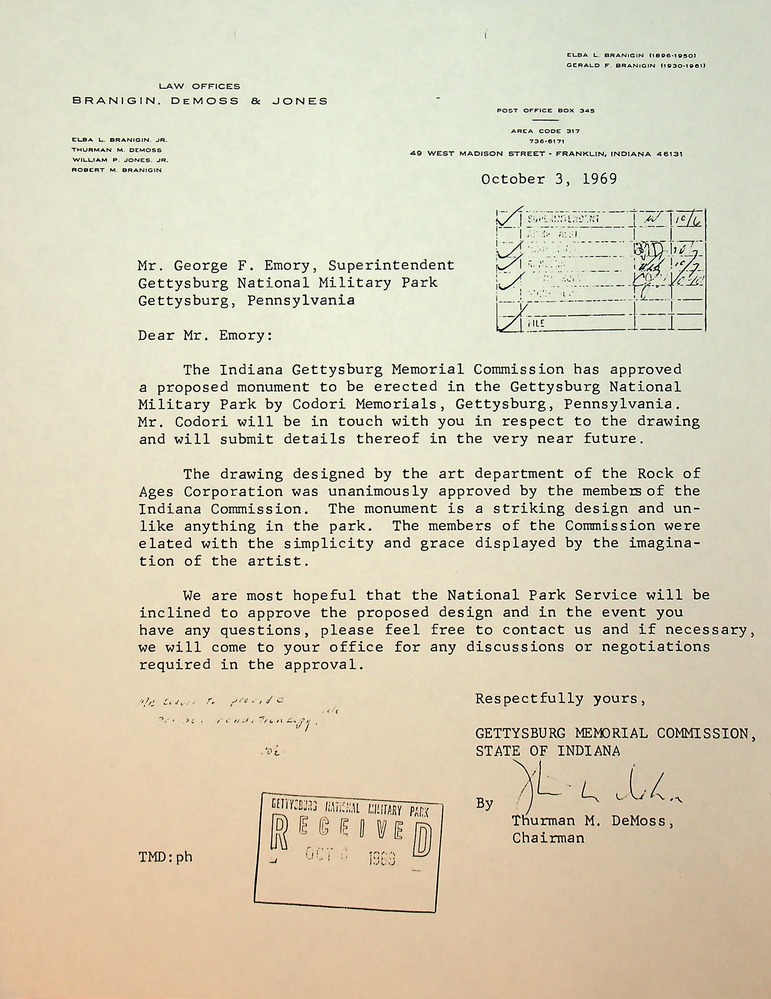 ELBA L. BRANIGIN (1896-1950)
GERALD F. BRANIGIN (1930-1961)
LAW OFFICES
BRANIGIN, DEMOSS & JONES
POST OFFICE BOX 345
AREA CODE 317
736-6171
49 WEST MADISON STREET - FRANKLIN, INDIANA 46131
ELBA L. BRANIGIN, JR.
THURMAN M. DEMOSS
WILLIAM P. JONES, JR.
ROBERT M. BRANIGIN
October 3, 1969
SUPERINTENDENT 10/6
10/7
FILE
Mr. George F. Emory, Superintendent
Gettysburg National Military Park
Gettysburg, Pennsylvania
Dear Mr. Emory:
The Indiana Gettysburg Memorial Commission has approved
a proposed monument to be erected in the Gettysburg National
Military Park by Codori Memorials, Gettysburg, Pennsylvania.
Mr. Codori will be in touch with you in respect to the drawing
and will submit details thereof in the very near future.
The drawing designed by the art department of the Rock of
Ages Corporation was unanimously approved by the members of the
Indiana Commission. The monument is a striking design and un-
like anything in the park. The members of the Commission were
elated with the simplicity and grace displayed by the imagina-
tion of the artist.
We are most hopeful that the National Park Service will be
inclined to approve the proposed design and in the event you
have any questions, please feel free to contact us and if necessary,
we will come to your office for any discussions or negotiations
required in the approval.
Respectfully yours,
GETTYSBURG MEMORIAL COMMISSION,
STATE OF INDIANA
By
Thurman M. DeMoss,
Chairman
TMD:ph
GETTYSBURG NATIONAL MILITARY PARK
RECEIVED
OCT 6 1969